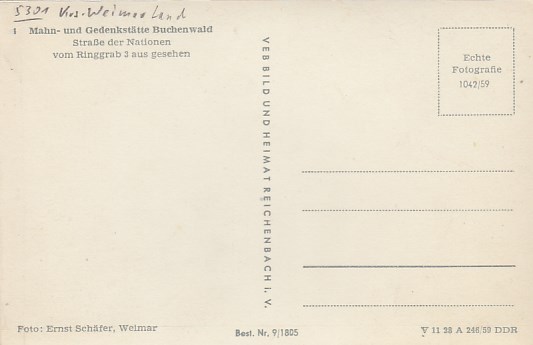 5301 Krs. Weimar Land
1 Mahn- und Gedenkstätte Buchenwald
Straße der Nationen
vom Ringgrab 3 aus gesehen
VEB BILD UND HEIMAT REICHENBACH I. V.
Echte
Fotografie
1042/59
Foto: Ernst Schäfer, Weimar
Best. Nr. 9/1805
V 11 28 A 246/59 DDR